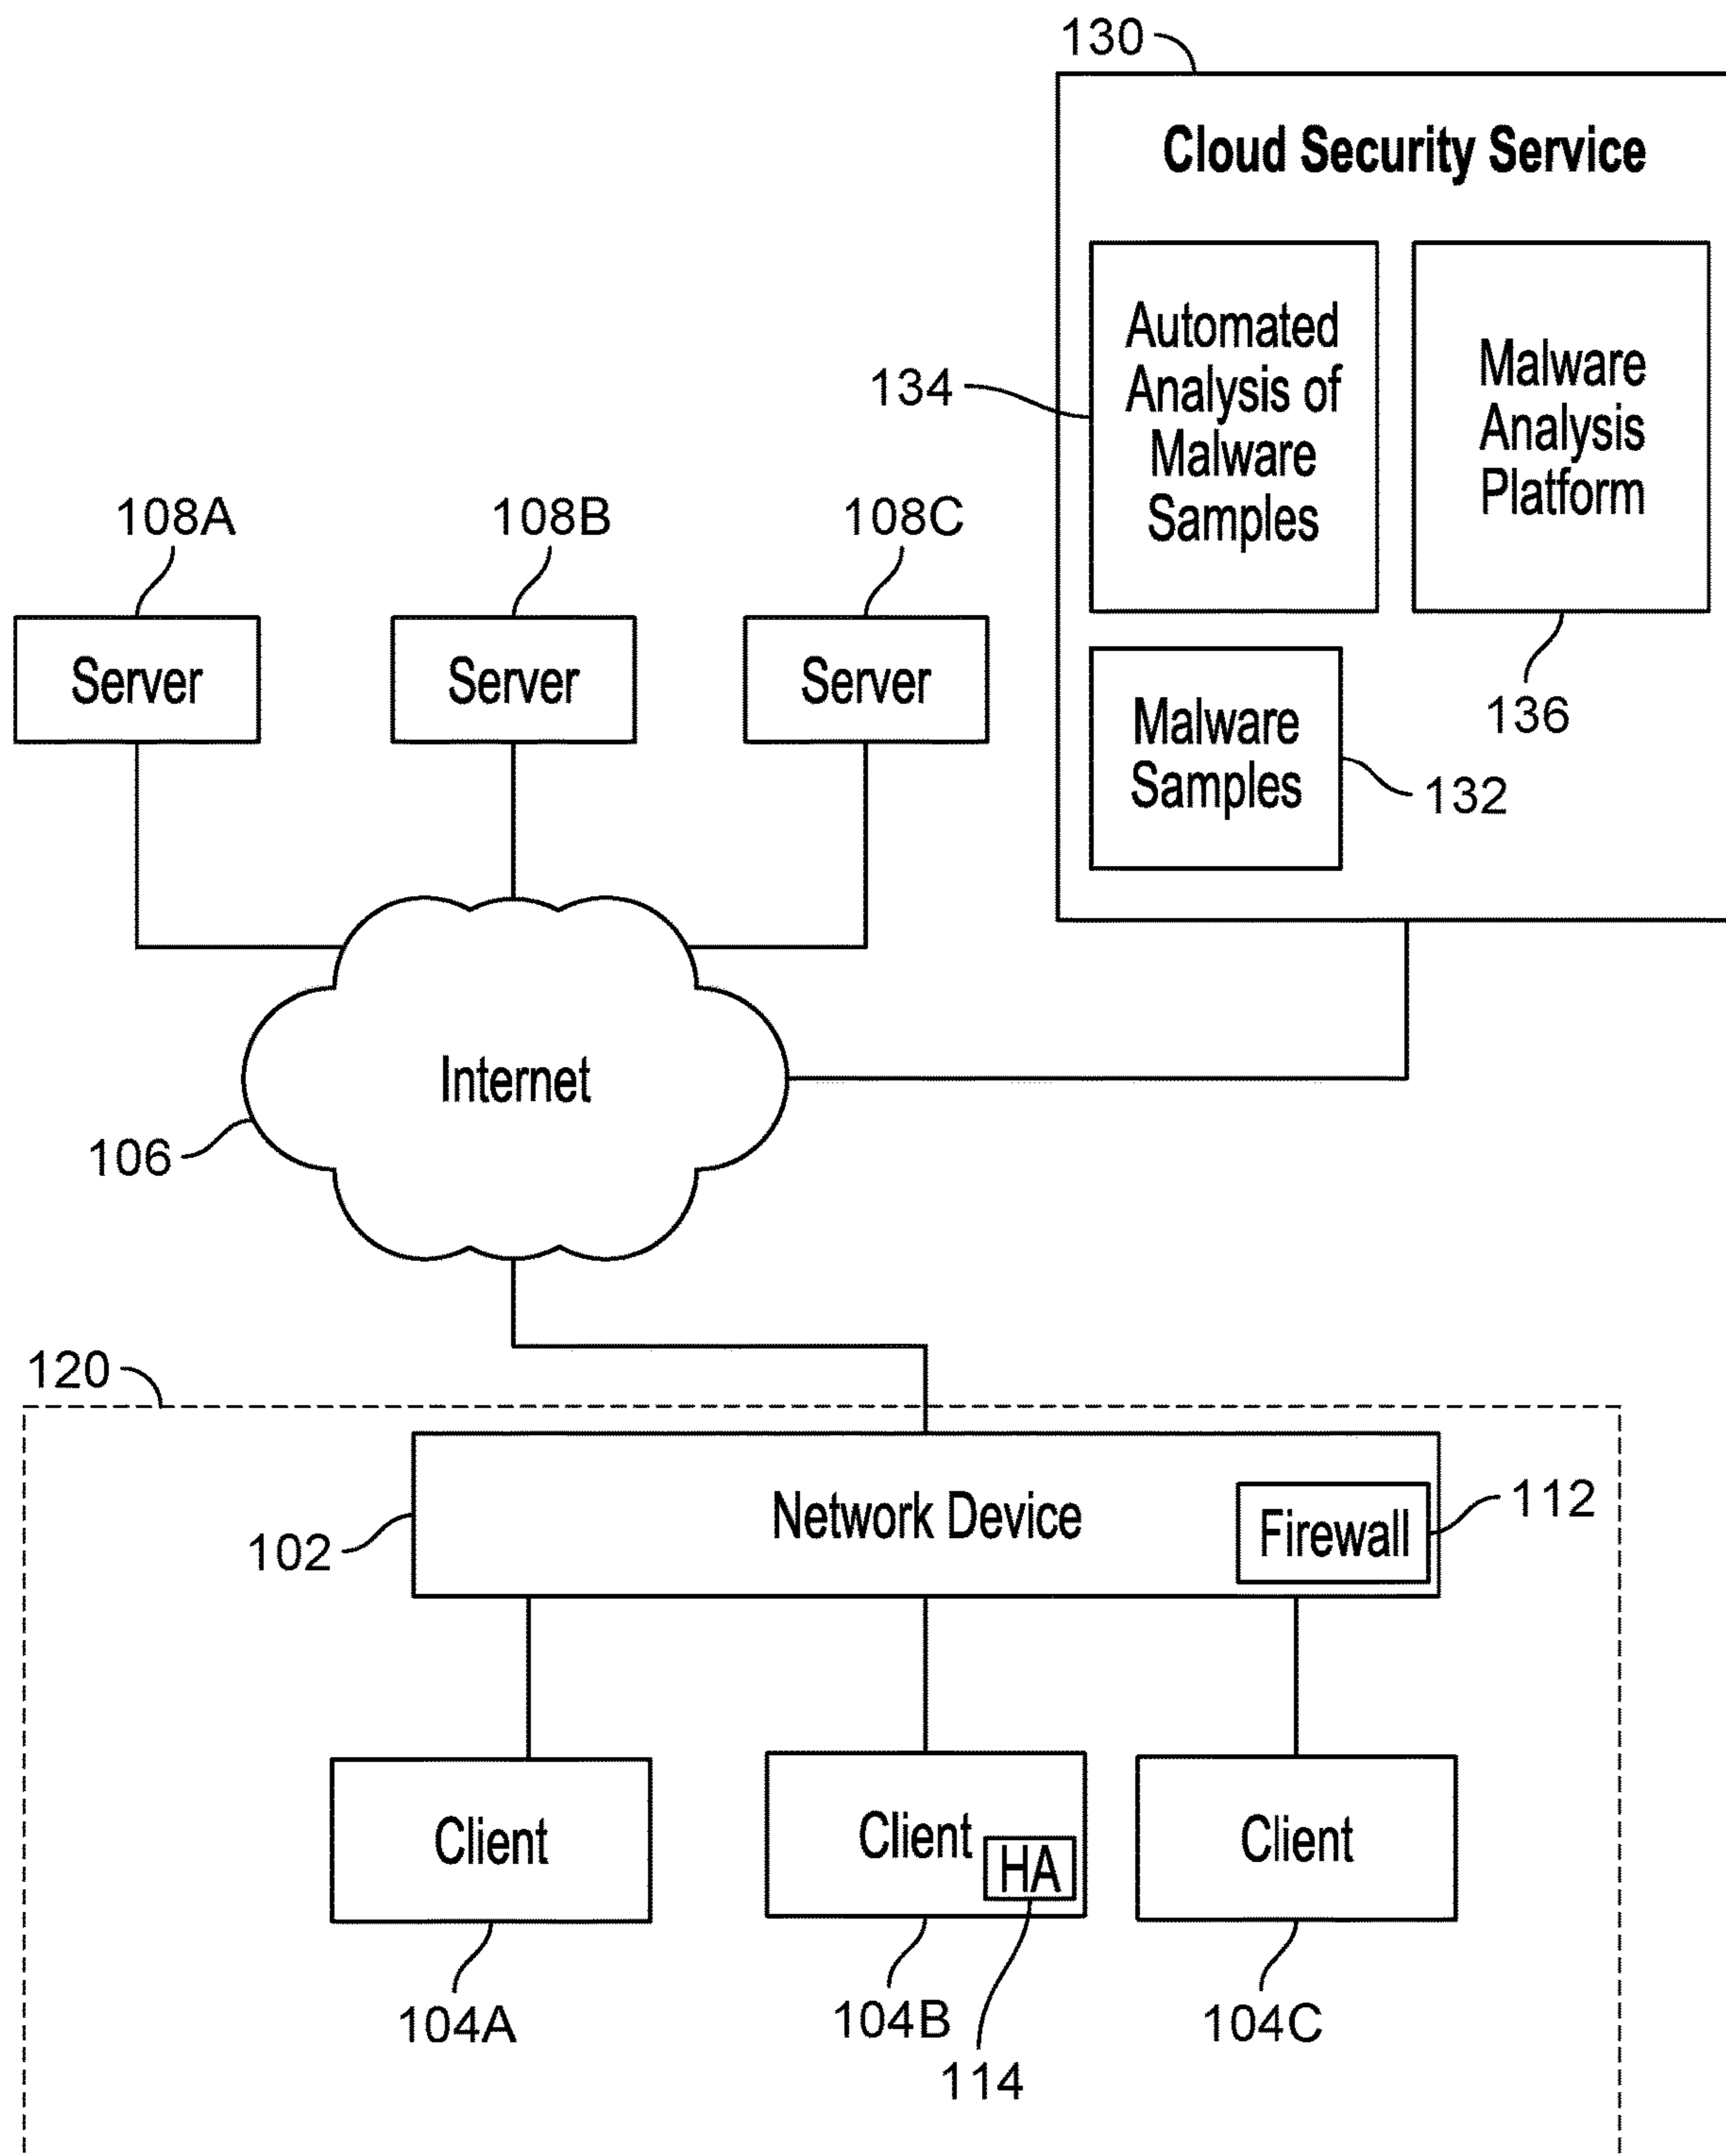 130
Cloud Security Service
Automated
Analysis of
Malware
Samples
134
Malware
Analysis
Platform
136
Malware
Samples
132
108A
108B
108C
Server
Server
Server
Internet
106
120
Network Device
Firewall
112
102
Client
Client
HA
Client
104A
104B
104C
114